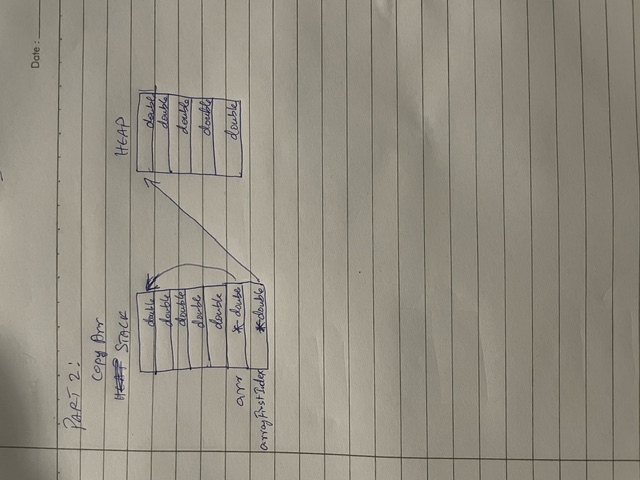 Date :
PART 2:
Copy Arr
HEAP STACK
double
double
double
double
double
arr *double
arrayFirstIndex *double
HEAP
double
double
double
double
double